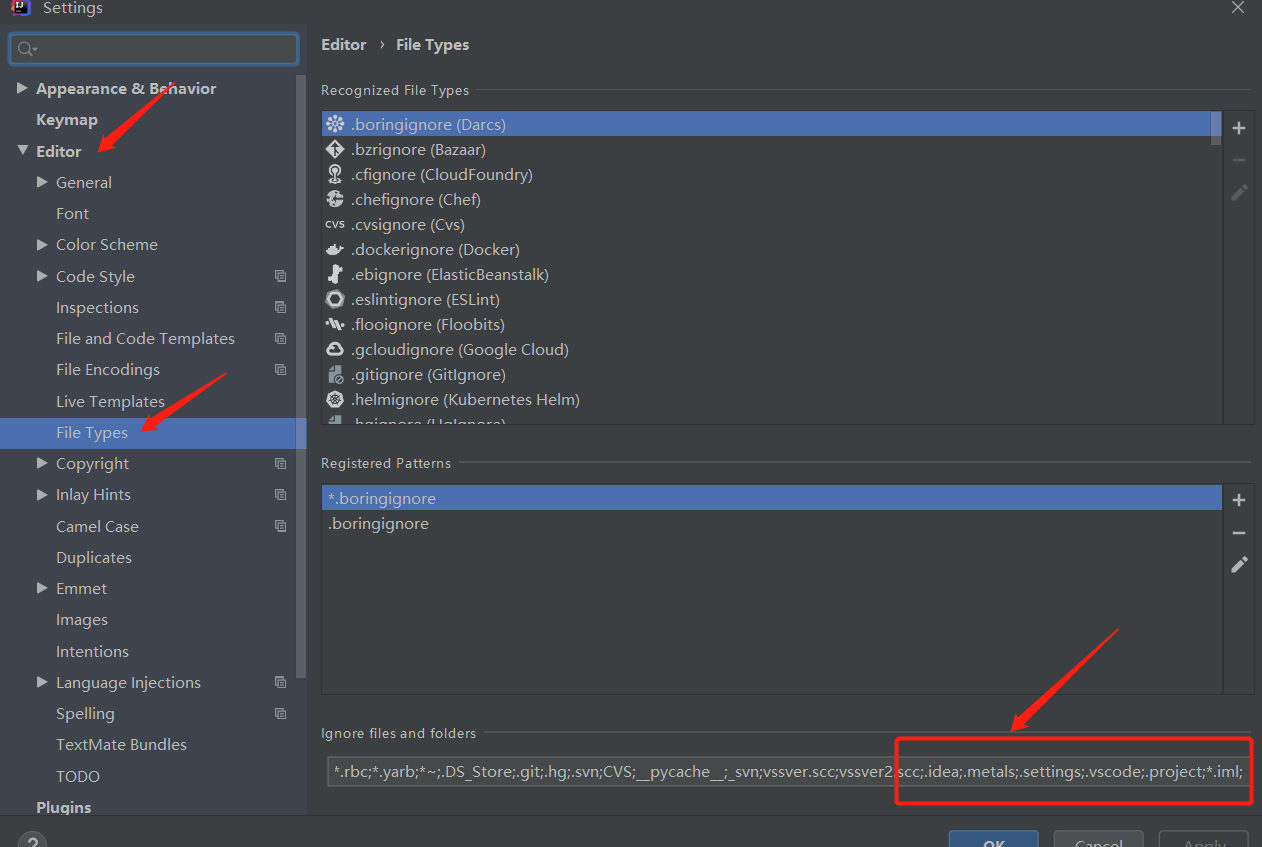 Settings
Appearance & Behavior
Keymap
Editor
General
Font
Color Scheme
Code Style
Inspections
File and Code Templates
File Encodings
Live Templates
File Types
Copyright
Inlay Hints
Camel Case
Duplicates
Emmet
Images
Intentions
Language Injections
Spelling
TextMate Bundles
TODO
Plugins
?
Editor › File Types
Recognized File Types
.boringignore (Darcs)
.bzrignore (Bazaar)
.cfignore (CloudFoundry)
.chefignore (Chef)
CVS .cvsignore (Cvs)
.dockerignore (Docker)
.ebignore (ElasticBeanstalk)
.eslintignore (ESLint)
.flooignore (Floobits)
.gcloudignore (Google Cloud)
.gitignore (GitIgnore)
.helmignore (Kubernetes Helm)
.hgignore (HgIgnore)
Registered Patterns
*.boringignore
.boringignore
Ignore files and folders
*.rbc;*.yarb;*~;.DS_Store;.git;.hg;.svn;CVS;__pycache__;_svn;vssver.scc;vssver2.scc;.idea;.metals;.settings;.vscode;.project;*.iml;
OK Cancel Apply